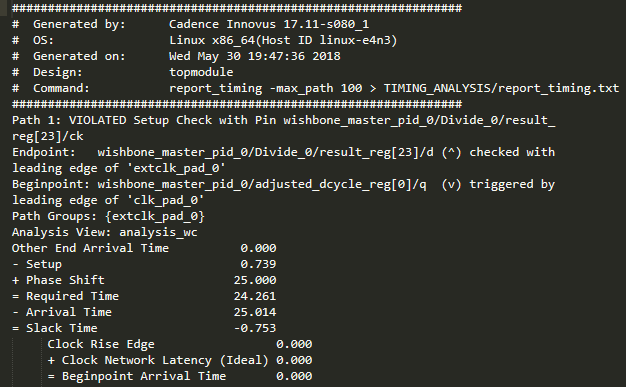 ##################################################################
# Generated by: Cadence Innovus 17.11-s080_1
# OS: Linux x86_64(Host ID linux-e4n3)
# Generated on: Wed May 30 19:47:36 2018
# Design: topmodule
# Command: report_timing -max_path 100 > TIMING_ANALYSIS/report_timing.txt
##################################################################
Path 1: VIOLATED Setup Check with Pin wishbone_master_pid_0/Divide_0/result_
reg[23]/ck
Endpoint: wishbone_master_pid_0/Divide_0/result_reg[23]/d (^) checked with
leading edge of 'extclk_pad_0'
Beginpoint: wishbone_master_pid_0/adjusted_dcycle_reg[0]/q (v) triggered by
leading edge of 'clk_pad_0'
Path Groups: {extclk_pad_0}
Analysis View: analysis_wc
Other End Arrival Time 0.000
- Setup 0.739
+ Phase Shift 25.000
= Required Time 24.261
- Arrival Time 25.014
= Slack Time -0.753
Clock Rise Edge 0.000
+ Clock Network Latency (Ideal) 0.000
= Beginpoint Arrival Time 0.000